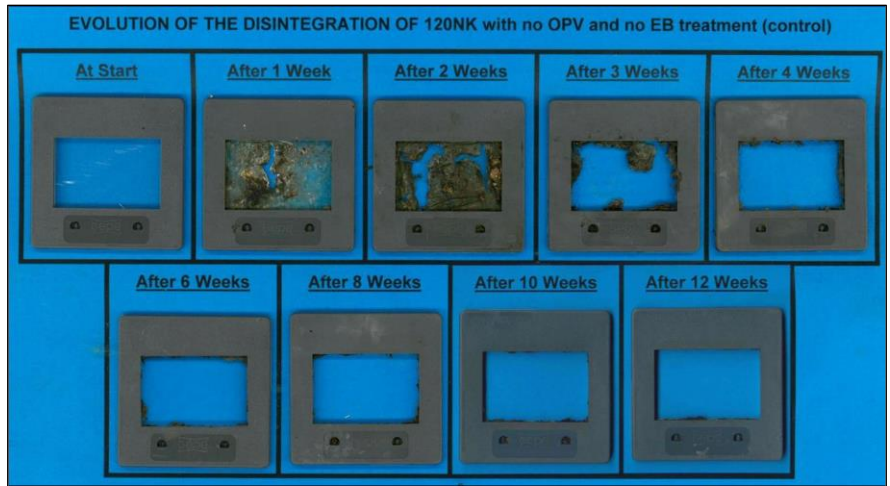 EVOLUTION OF THE DISINTEGRATION OF 120NK with no OPV and no EB treatment (control)
At Start
After 1 Week
After 2 Weeks
After 3 Weeks
After 4 Weeks
After 6 Weeks
After 8 Weeks
After 10 Weeks
After 12 Weeks